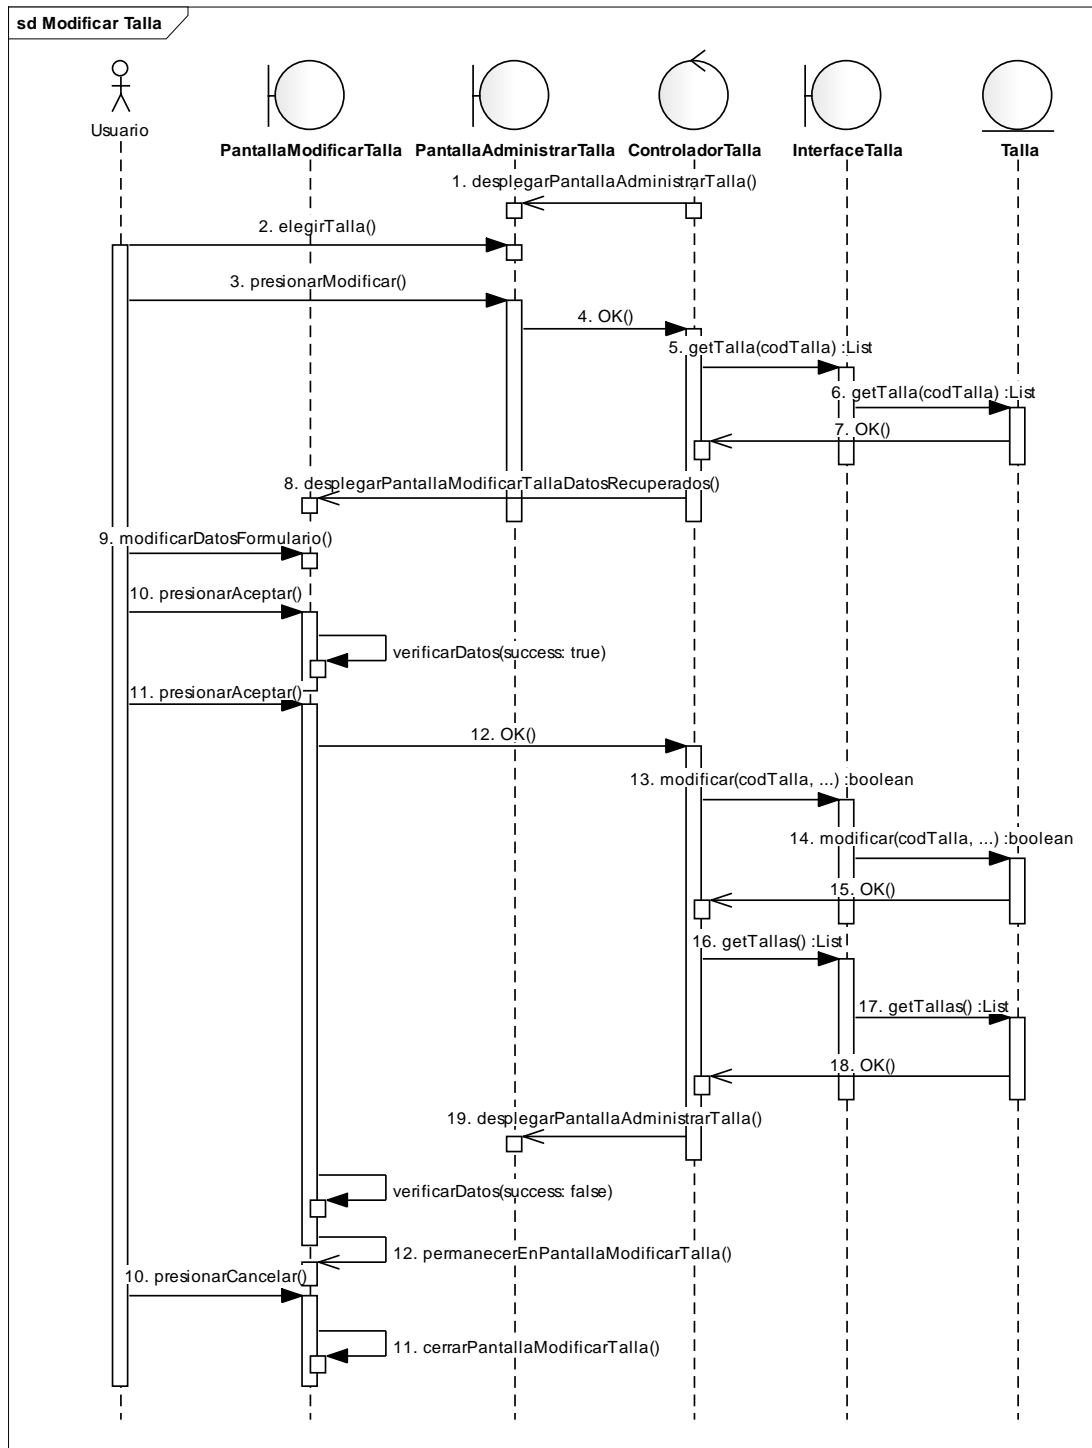 sd Modificar Talla
Usuario
PantallaModificarTalla
PantallaAdministrarTalla
ControladorTalla
InterfaceTalla
Talla
1. desplegarPantallaAdministrarTalla()
2. elegirTalla()
3. presionarModificar()
4. OK()
5. getTalla(codTalla) :List
6. getTalla(codTalla) :List
7. OK()
8. desplegarPantallaModificarTallaDatosRecuperados()
9. modificarDatosFormulario()
10. presionarAceptar()
verificarDatos(success: true)
11. presionarAceptar()
12. OK()
13. modificar(codTalla, ...) :boolean
14. modificar(codTalla, ...) :boolean
15. OK()
16. getTallas() :List
17. getTallas() :List
18. OK()
19. desplegarPantallaAdministrarTalla()
verificarDatos(success: false)
12. permanecerEnPantallaModificarTalla()
10. presionarCancelar()
11. cerrarPantallaModificarTalla()